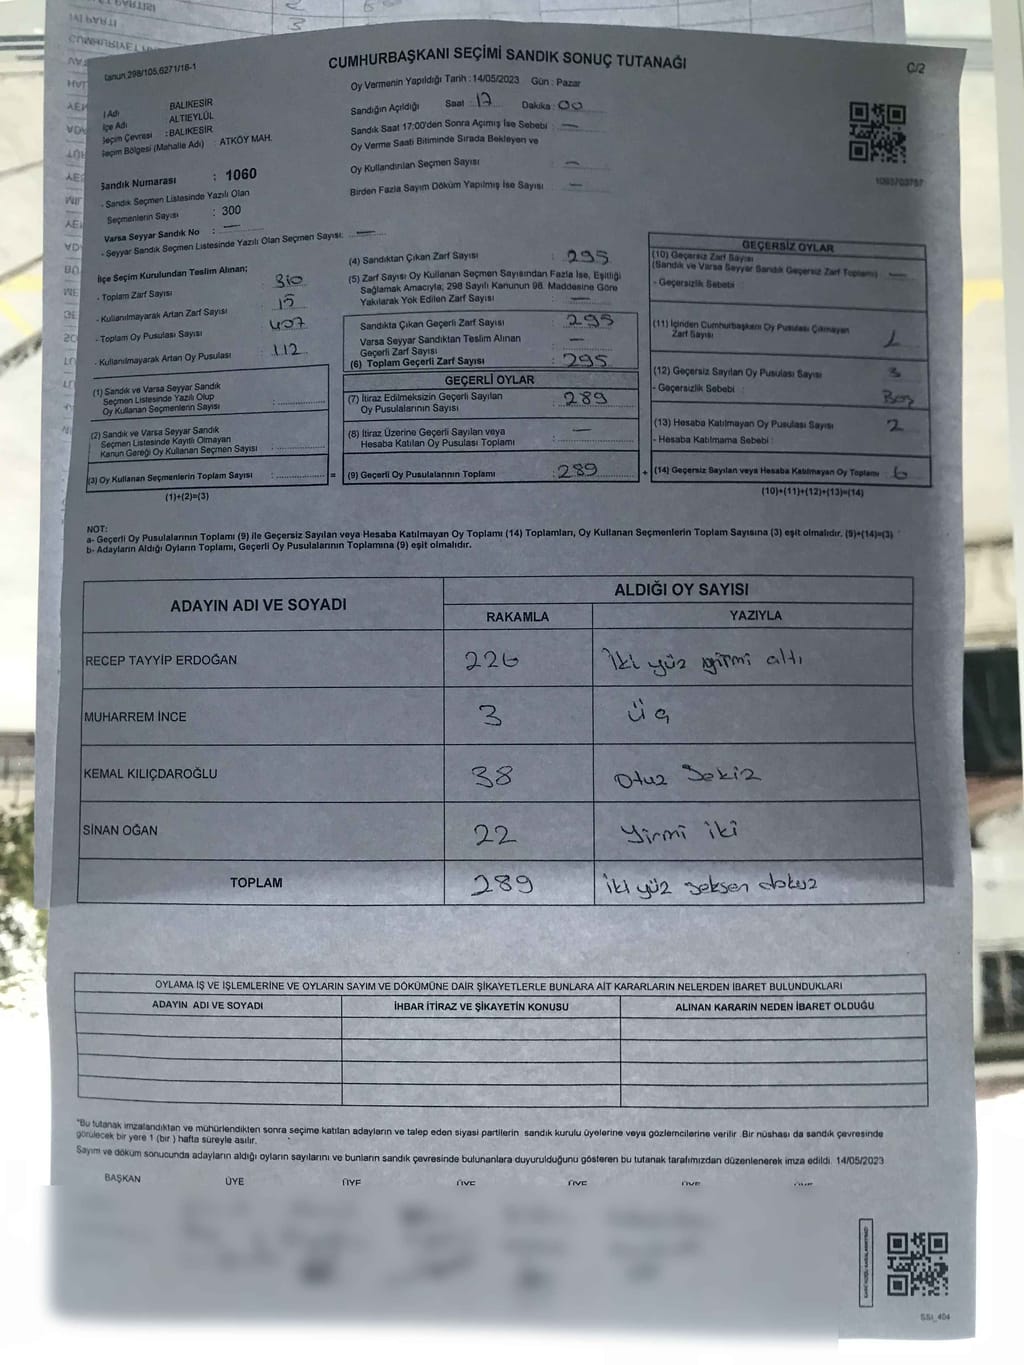 CUMHURBAŞKANI SEÇİMİ SANDIK SONUÇ TUTANAĞI
C/2
Kanun 298/105,6271/16-1
Oy Vermenin Yapıldığı Tarih : 14/05/2023 Gün : Pazar
İl Adı BALIKESİR
İlçe Adı ALTIEYLÜL
Seçim Çevresi : BALIKESİR
Seçim Bölgesi (Mahalle Adı) : ATKÖY MAH.
Sandığın Açıldığı Saat : 17 Dakika : 00
Sandık Saat 17:00'den Sonra Açılmış İse Sebebi : —
Oy Verme Saati Bitiminde Sırada Bekleyen ve
Oy Kullandırılan Seçmen Sayısı —
Birden Fazla Sayım Döküm Yapılmış İse Sayısı —
1093703757
Sandık Numarası : 1060
- Sandık Seçmen Listesinde Yazılı Olan
Seçmenlerin Sayısı : 300
Varsa Seyyar Sandık No : —
- Seyyar Sandık Seçmen Listesinde Yazılı Olan Seçmen Sayısı: —
İlçe Seçim Kurulundan Teslim Alınan;
- Toplam Zarf Sayısı : 310
- Kullanılmayarak Artan Zarf Sayısı : 15
- Toplam Oy Pusulası Sayısı : 407
- Kullanılmayarak Artan Oy Pusulası : 112
(1) Sandık ve Varsa Seyyar Sandık
Seçmen Listesinde Yazılı Olup
Oy Kullanan Seçmenlerin Sayısı :
(2) Sandık ve Varsa Seyyar Sandık
Seçmen Listesinde Kayıtlı Olmayan
Kanun Gereği Oy Kullanan Seçmen Sayısı :
(3) Oy Kullanan Seçmenlerin Toplam Sayısı : =
(1)+(2)=(3)
(4) Sandıktan Çıkan Zarf Sayısı : 295
(5) Zarf Sayısı Oy Kullanan Seçmen Sayısından Fazla İse, Eşitliği
Sağlamak Amacıyla; 298 Sayılı Kanunun 98. Maddesine Göre
Yakılarak Yok Edilen Zarf Sayısı : —
Sandıkta Çıkan Geçerli Zarf Sayısı : 295
Varsa Seyyar Sandıktan Teslim Alınan
Geçerli Zarf Sayısı : —
(6) Toplam Geçerli Zarf Sayısı : 295
GEÇERLİ OYLAR
(7) İtiraz Edilmeksizin Geçerli Sayılan
Oy Pusulalarının Sayısı : 289
(8) İtiraz Üzerine Geçerli Sayılan veya
Hesaba Katılan Oy Pusulası Toplamı : —
(9) Geçerli Oy Pusulalarının Toplamı : 289 +
GEÇERSİZ OYLAR
(10) Geçersiz Zarf Sayısı
(Sandık ve Varsa Seyyar Sandık Geçersiz Zarf Toplamı) : —
- Geçersizlik Sebebi :
(11) İçinden Cumhurbaşkanı Oy Pusulası Çıkmayan
Zarf Sayısı : 1
(12) Geçersiz Sayılan Oy Pusulası Sayısı : 3
- Geçersizlik Sebebi : Boş
(13) Hesaba Katılmayan Oy Pusulası Sayısı : 2
- Hesaba Katılmama Sebebi :
(14) Geçersiz Sayılan veya Hesaba Katılmayan Oy Toplamı : 6
(10)+(11)+(12)+(13)=(14)
NOT:
a- Geçerli Oy Pusulalarının Toplamı (9) ile Geçersiz Sayılan veya Hesaba Katılmayan Oy Toplamı (14) Toplamları, Oy Kullanan Seçmenlerin Toplam Sayısına (3) eşit olmalıdır. (9)+(14)=(3)
b- Adayların Aldığı Oyların Toplamı, Geçerli Oy Pusulalarının Toplamına (9) eşit olmalıdır.
ADAYIN ADI VE SOYADI
ALDIĞI OY SAYISI
RAKAMLA YAZIYLA
RECEP TAYYİP ERDOĞAN 226 İki yüz yirmi altı
MUHARREM İNCE 3 Üç
KEMAL KILIÇDAROĞLU 38 Otuz Sekiz
SİNAN OĞAN 22 Yirmi iki
TOPLAM 289 İki yüz seksen dokuz
OYLAMA İŞ VE İŞLEMLERİNE VE OYLARIN SAYIM VE DÖKÜMÜNE DAİR ŞİKAYETLERLE BUNLARA AİT KARARLARIN NELERDEN İBARET BULUNDUKLARI
ADAYIN ADI VE SOYADI İHBAR İTİRAZ VE ŞİKAYETİN KONUSU ALINAN KARARIN NEDEN İBARET OLDUĞU
*Bu tutanak imzalandıktan ve mühürlendikten sonra seçime katılan adayların ve talep eden siyasi partilerin sandık kurulu üyelerine veya gözlemcilerine verilir. Bir nüshası da sandık çevresinde
görülecek bir yere 1 (bir ) hafta süreyle asılır.
Sayım ve döküm sonucunda adayların aldığı oyların sayılarını ve bunların sandık çevresinde bulunanlara duyurulduğunu gösteren bu tutanak tarafımızdan düzenlenerek imza edildi. 14/05/2023
BAŞKAN ÜYE ÜYE ÜYE ÜYE ÜYE
SSI_404